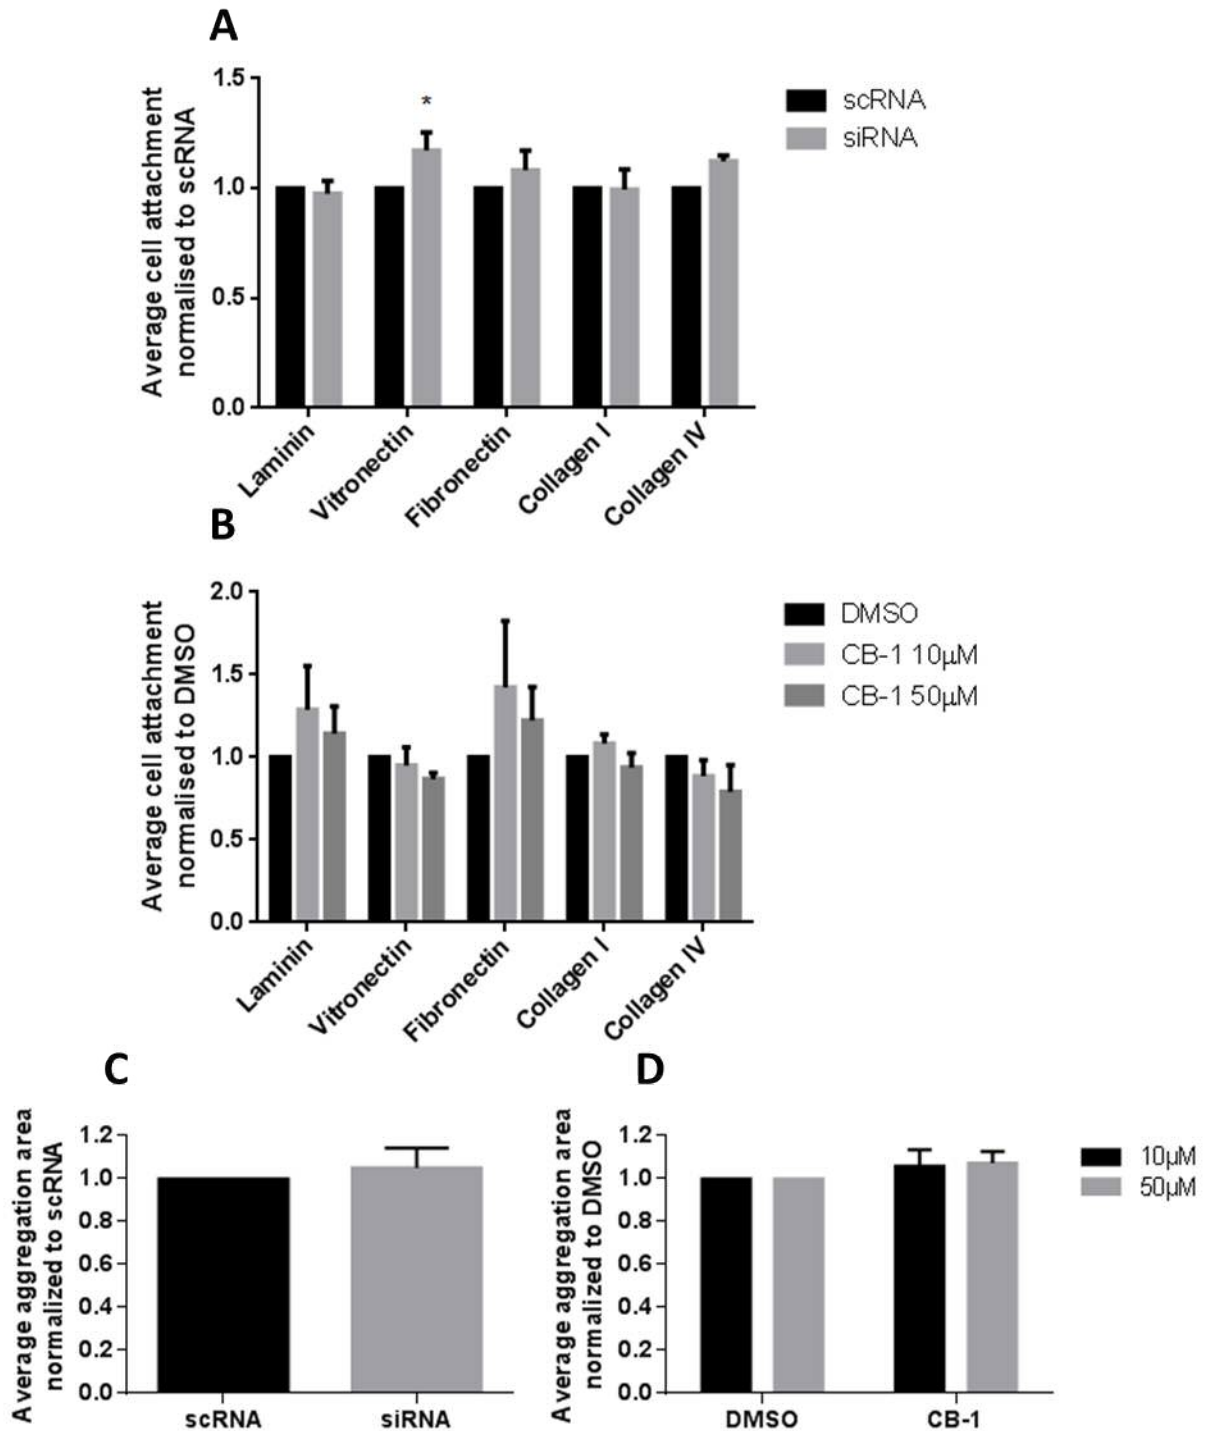 A
Average cell attachment
normalised to scRNA
1.5
1.0
0.5
0.0
*
scRNA
siRNA
Laminin
Vitronectin
Fibronectin
Collagen I
Collagen IV
B
Average cell attachment
normalised to DMSO
2.0
1.5
1.0
0.5
0.0
DMSO
CB-1 10µM
CB-1 50µM
Laminin
Vitronectin
Fibronectin
Collagen I
Collagen IV
C
Average aggregation area
normalized to scRNA
1.2
1.0
0.8
0.6
0.4
0.2
0.0
scRNA
siRNA
D
Average aggregation area
normalized to DMSO
1.2
1.0
0.8
0.6
0.4
0.2
0.0
DMSO
CB-1
10µM
50µM